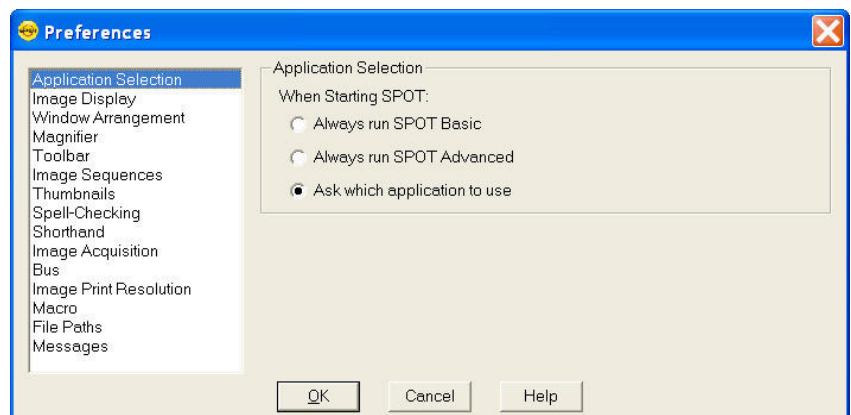 Preferences
Application Selection
Image Display
Window Arrangement
Magnifier
Toolbar
Image Sequences
Thumbnails
Spell-Checking
Shorthand
Image Acquisition
Bus
Image Print Resolution
Macro
File Paths
Messages
Application Selection
When Starting SPOT:
Always run SPOT Basic
Always run SPOT Advanced
Ask which application to use
OK
Cancel
Help